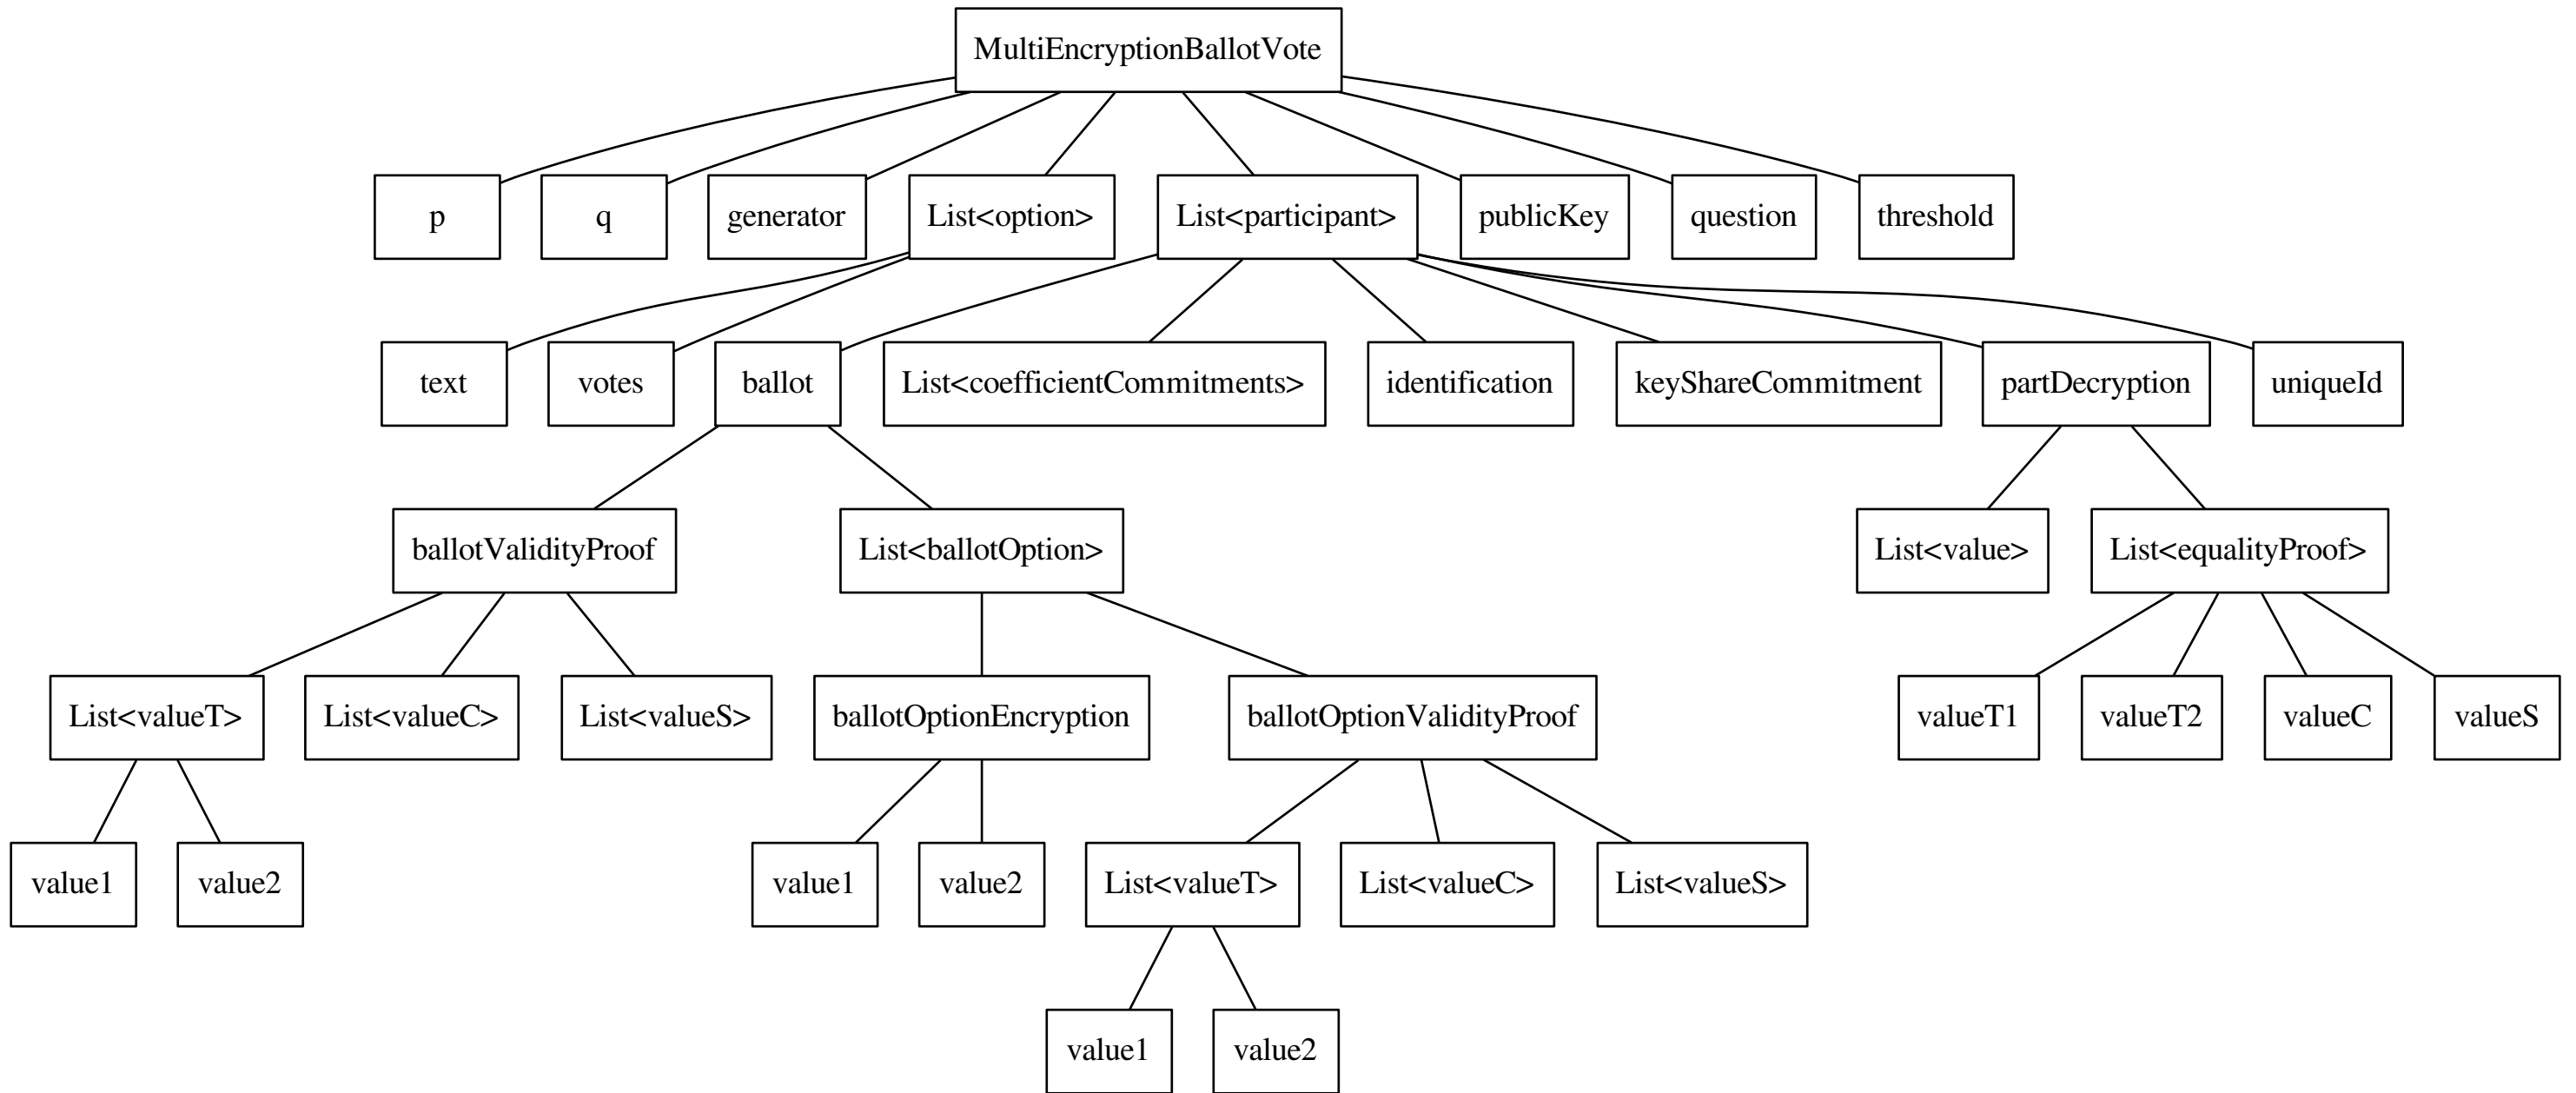 MultiEncryptionBallotVote
p
q
generator
List<option>
List<participant>
publicKey
question
threshold
text
votes
ballot
List<coefficientCommitments>
identification
keyShareCommitment
partDecryption
uniqueId
ballotValidityProof
List<ballotOption>
List<value>
List<equalityProof>
List<valueT>
List<valueC>
List<valueS>
ballotOptionEncryption
ballotOptionValidityProof
valueT1
valueT2
valueC
valueS
value1
value2
value1
value2
List<valueT>
List<valueC>
List<valueS>
value1
value2